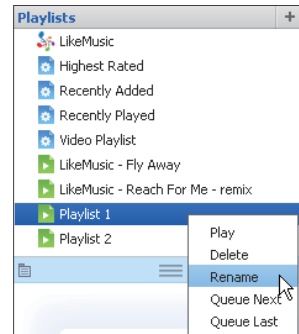 Playlists +
LikeMusic
Highest Rated
Recently Added
Recently Played
Video Playlist
LikeMusic - Fly Away
LikeMusic - Reach For Me - remix
Playlist 1
Playlist 2
Play
Delete
Rename
Queue Next
Queue Last